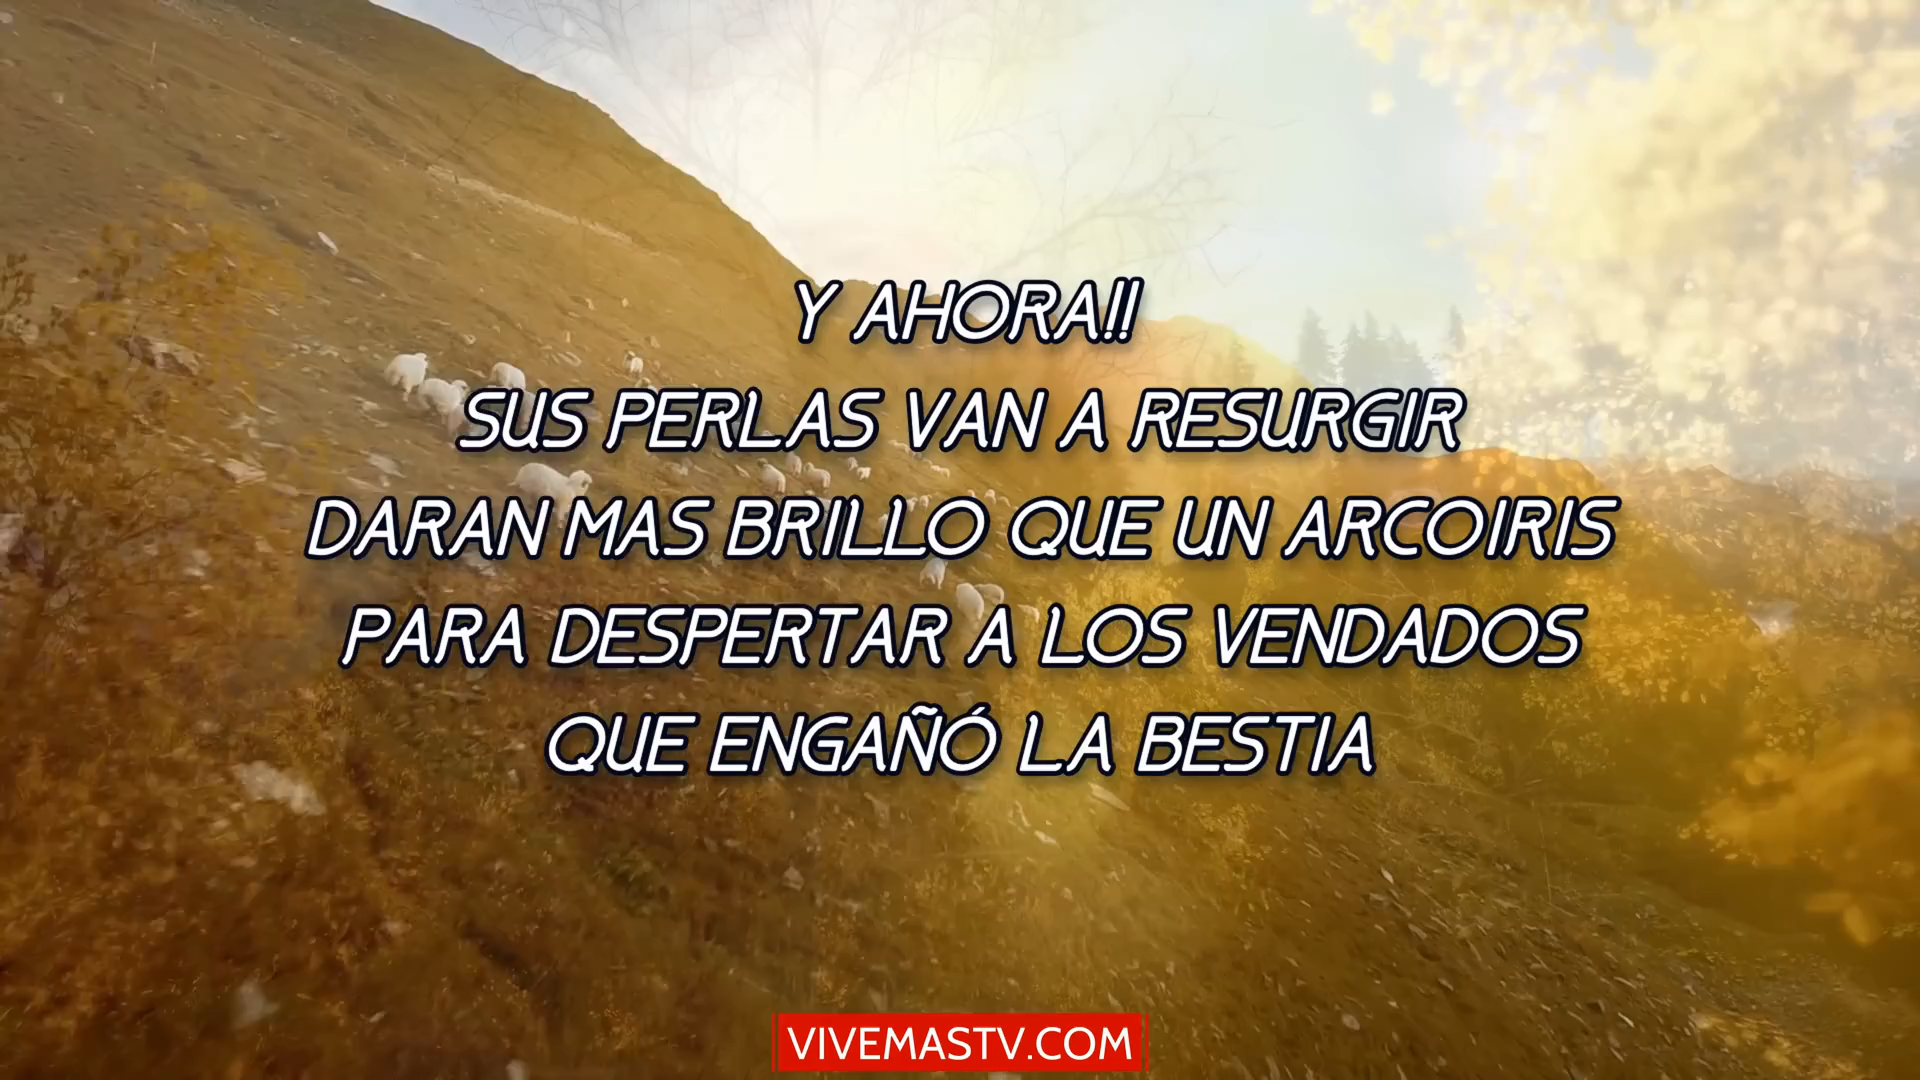 Y AHORA!!
SUS PERLAS VAN A RESURGIR
DARAN MAS BRILLO QUE UN ARCOIRIS
PARA DESPERTAR A LOS VENDADOS
QUE ENGAÑÓ LA BESTIA
VIVEMASTV.COM